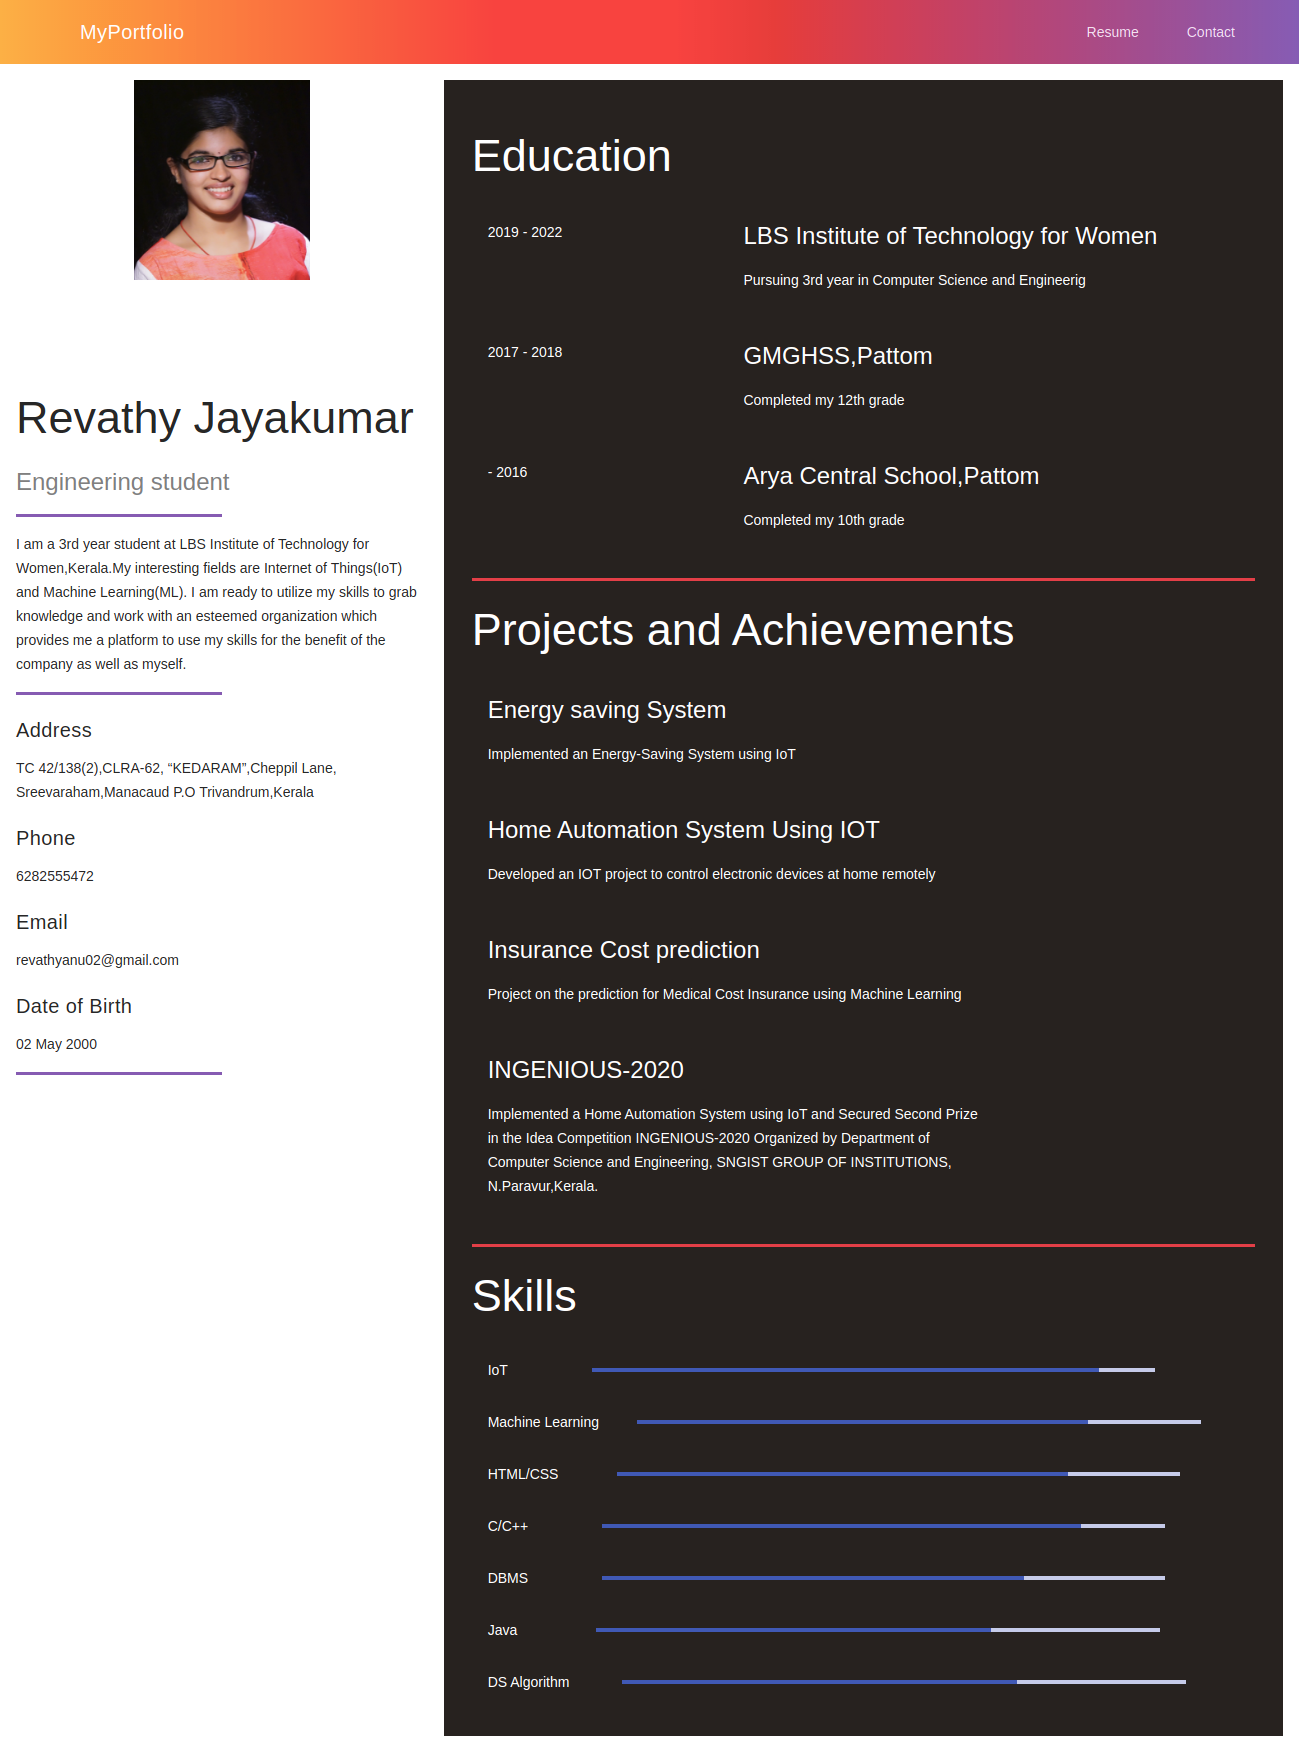 MyPortfolio
Resume
Contact
Revathy Jayakumar
Engineering student
I am a 3rd year student at LBS Institute of Technology for
Women,Kerala.My interesting fields are Internet of Things(IoT)
and Machine Learning(ML). I am ready to utilize my skills to grab
knowledge and work with an esteemed organization which
provides me a platform to use my skills for the benefit of the
company as well as myself.
Address
TC 42/138(2),CLRA-62, “KEDARAM”,Cheppil Lane,
Sreevaraham,Manacaud P.O Trivandrum,Kerala
Phone
6282555472
Email
revathyanu02@gmail.com
Date of Birth
02 May 2000
Education
2019 - 2022
LBS Institute of Technology for Women
Pursuing 3rd year in Computer Science and Engineerig
2017 - 2018
GMGHSS,Pattom
Completed my 12th grade
- 2016
Arya Central School,Pattom
Completed my 10th grade
Projects and Achievements
Energy saving System
Implemented an Energy-Saving System using IoT
Home Automation System Using IOT
Developed an IOT project to control electronic devices at home remotely
Insurance Cost prediction
Project on the prediction for Medical Cost Insurance using Machine Learning
INGENIOUS-2020
Implemented a Home Automation System using IoT and Secured Second Prize
in the Idea Competition INGENIOUS-2020 Organized by Department of
Computer Science and Engineering, SNGIST GROUP OF INSTITUTIONS,
N.Paravur,Kerala.
Skills
IoT
Machine Learning
HTML/CSS
C/C++
DBMS
Java
DS Algorithm